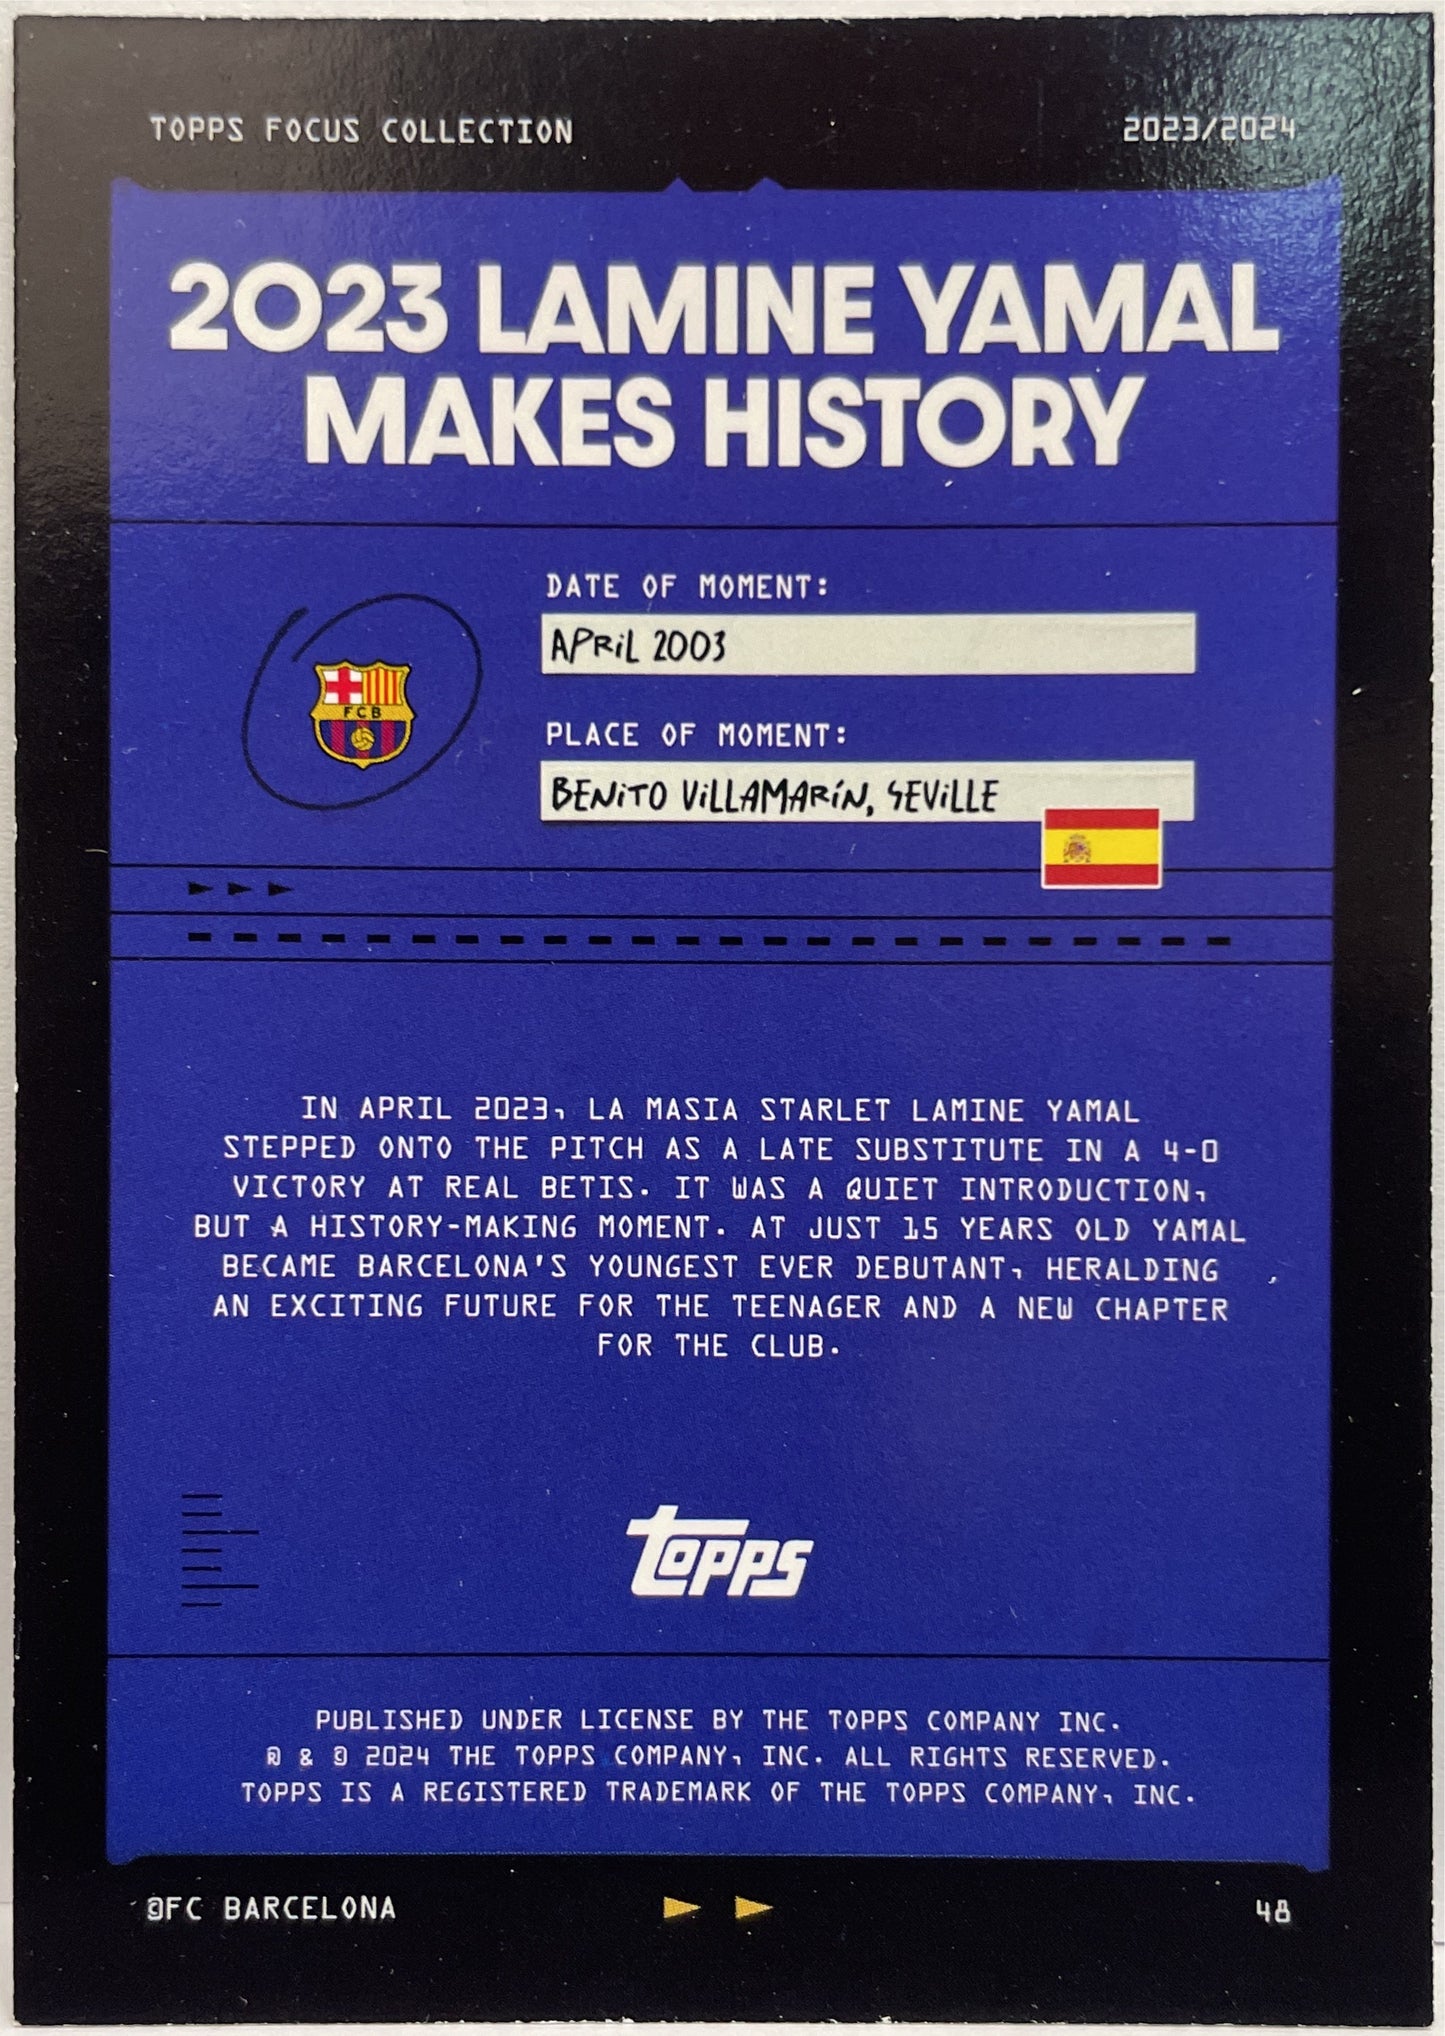 TOPPS FOCUS COLLECTION
2023/2024
2023 LAMINE YAMAL
MAKES HISTORY
DATE OF MOMENT:
APRiL 2003
FCB
PLACE OF MOMENT:
BENiTO ViLLAMARíN, SEViLLE
IN APRIL 2023, LA MASIA STARLET LAMINE YAMAL
STEPPED ONTO THE PITCH AS A LATE SUBSTITUTE IN A 4-0
VICTORY AT REAL BETIS. IT WAS A QUIET INTRODUCTION,
BUT A HISTORY-MAKING MOMENT. AT JUST 15 YEARS OLD YAMAL
BECAME BARCELONA'S YOUNGEST EVER DEBUTANT, HERALDING
AN EXCITING FUTURE FOR THE TEENAGER AND A NEW CHAPTER
FOR THE CLUB.
topps
PUBLISHED UNDER LICENSE BY THE TOPPS COMPANY INC.
® & © 2024 THE TOPPS COMPANY, INC. ALL RIGHTS RESERVED.
TOPPS IS A REGISTERED TRADEMARK OF THE TOPPS COMPANY, INC.
©FC BARCELONA
48